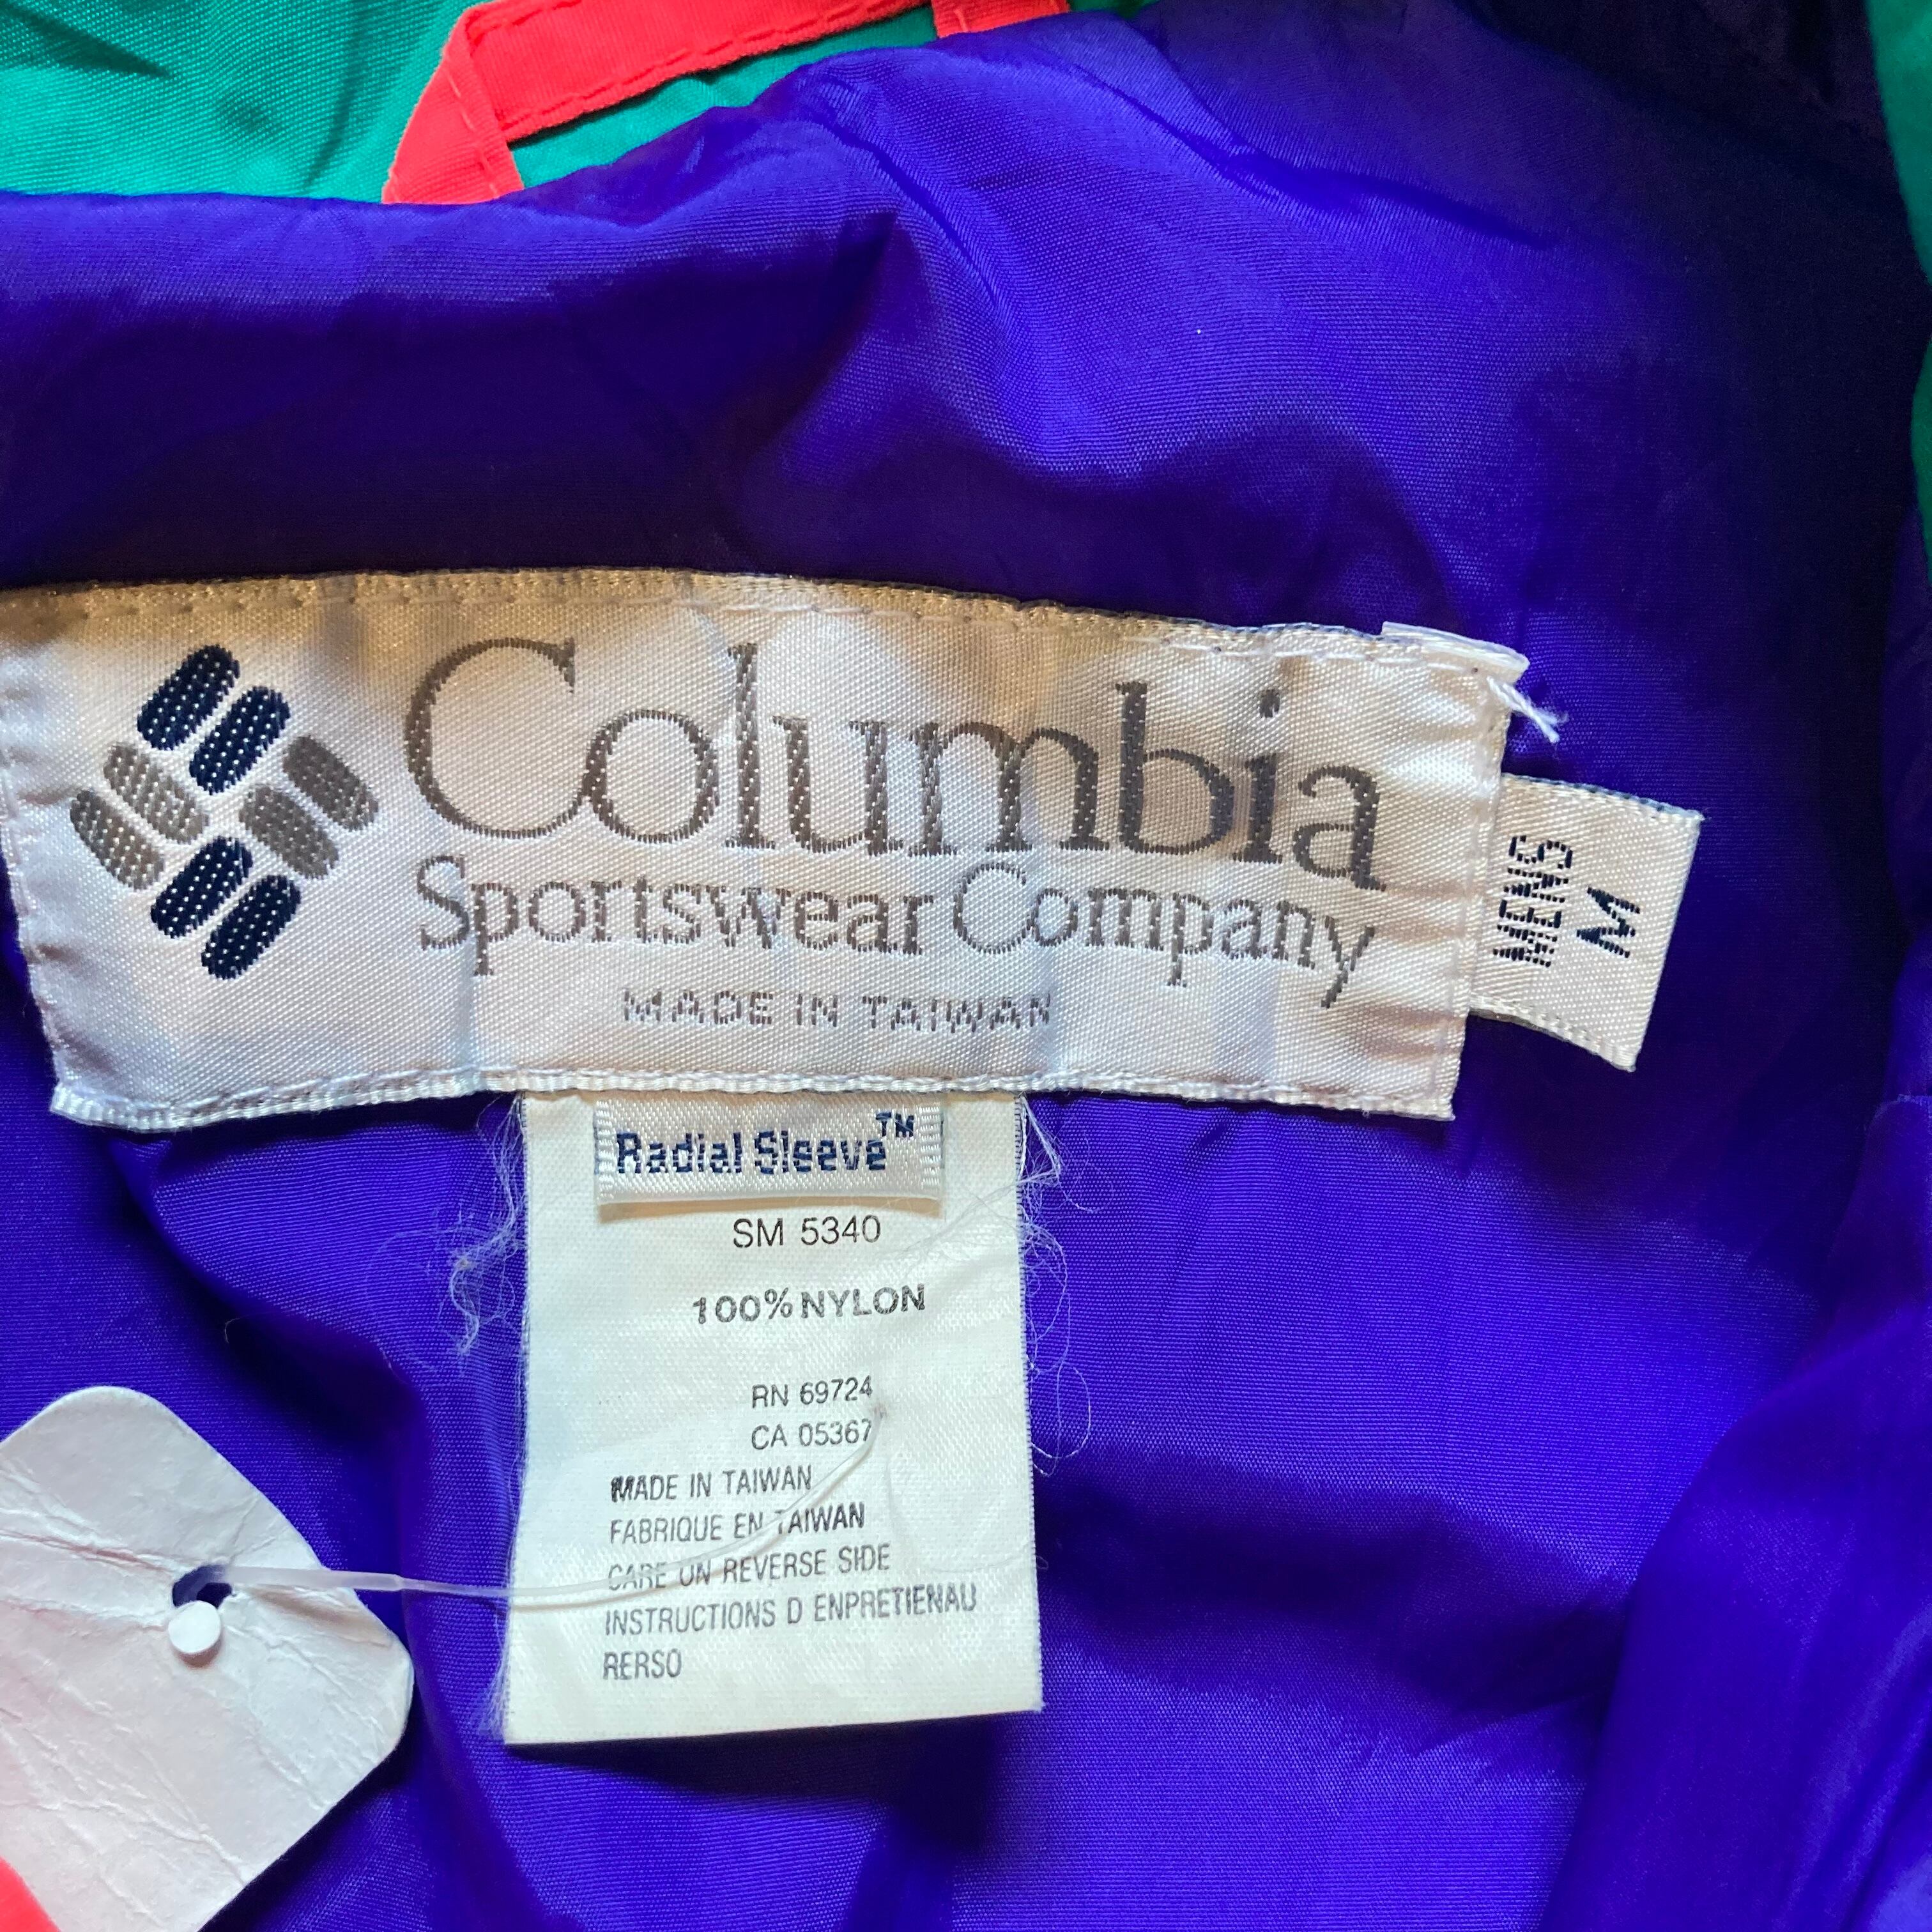 Columbia
Sportswear Company
MADE IN TAIWAN
MENS
M
Radial Sleeve™
SM 5340
100% NYLON
RN 69724
CA 05367
MADE IN TAIWAN
FABRIQUE EN TAIWAN
CARE ON REVERSE SIDE
INSTRUCTIONS D ENPRETIENAU
RERSO